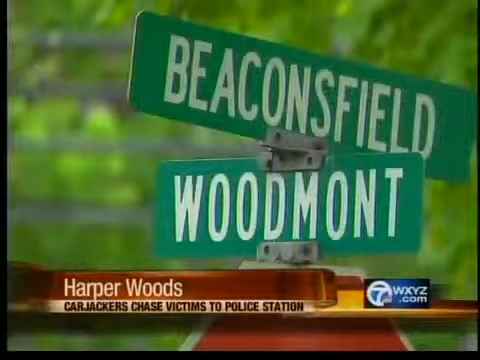 BEACONSFIELD
WOODMONT
Harper Woods
CARJACKERS CHASE VICTIMS TO POLICE STATION
7 WXYZ
.com